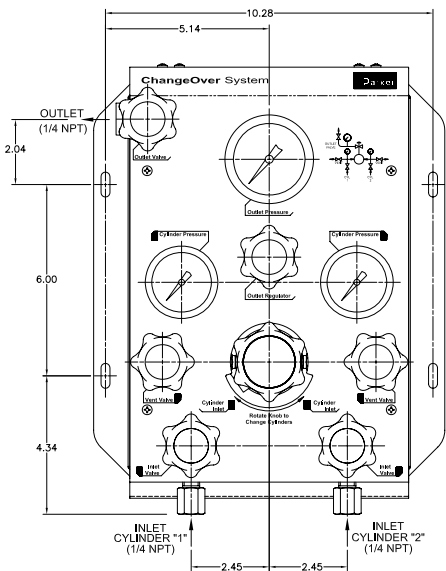 10.28
5.14
ChangeOver System
Parker
OUTLET
(1/4 NPT)
2.04
Outlet Valve
OUTLET
Outlet Pressure
Cylinder Pressure
Cylinder Pressure
6.00
Outlet Regulator
Vent Valve
Vent Valve
Cylinder
Inlet
Rotate Knob to
Change Cylinders
Cylinder
Inlet
4.34
Inlet
Valve
Inlet
Valve
INLET
CYLINDER "1"
(1/4 NPT)
INLET
CYLINDER "2"
(1/4 NPT)
2.45
2.45